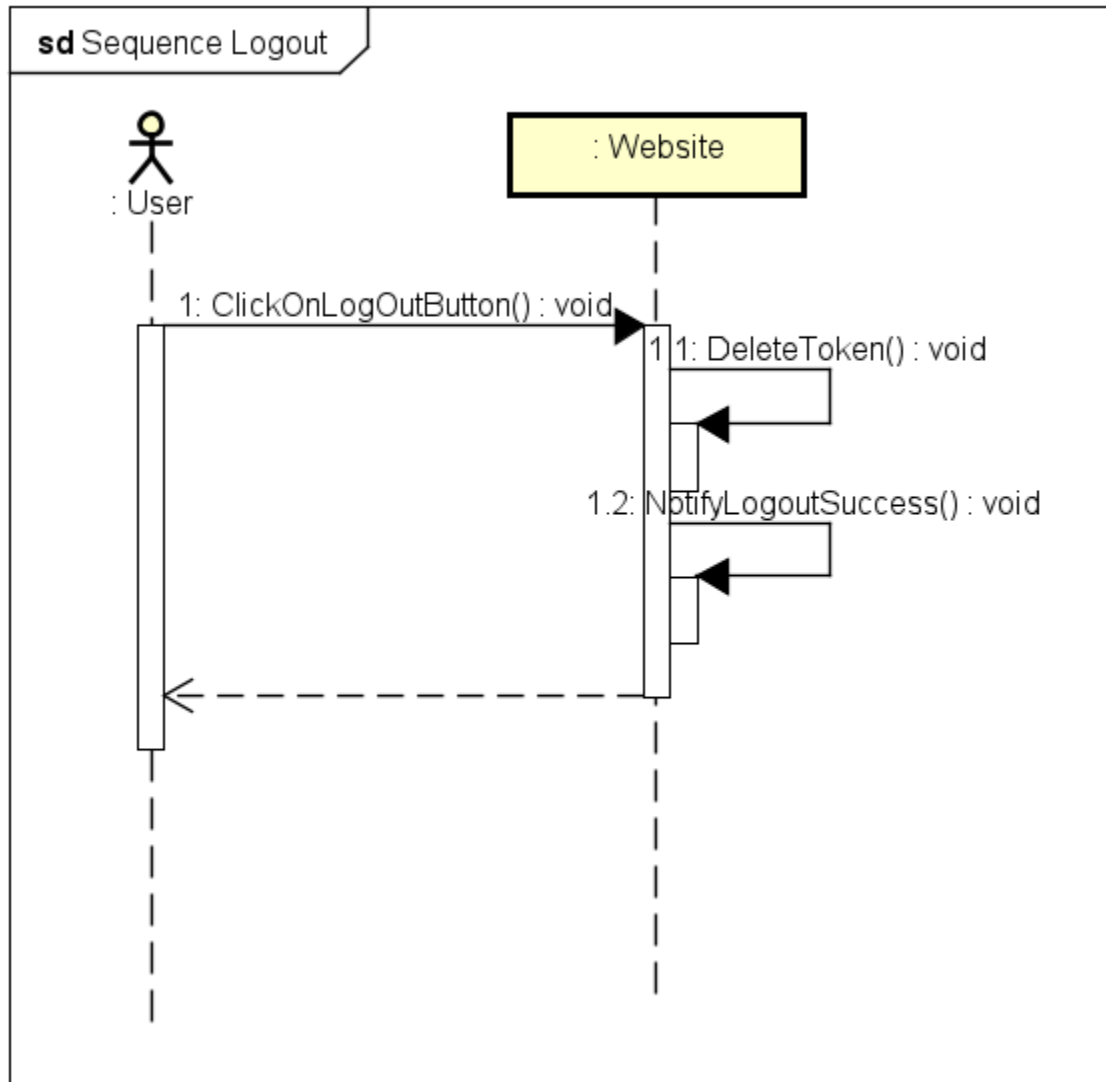 sd Sequence Logout
: User
: Website
1: ClickOnLogOutButton() : void
1.1: DeleteToken() : void
1.2: NotifyLogoutSuccess() : void